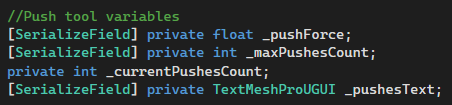 //Push tool variables
[SerializeField] private float _pushForce;
[SerializeField] private int _maxPushesCount;
private int _currentPushesCount;
[SerializeField] private TextMeshProUGUI _pushesText;